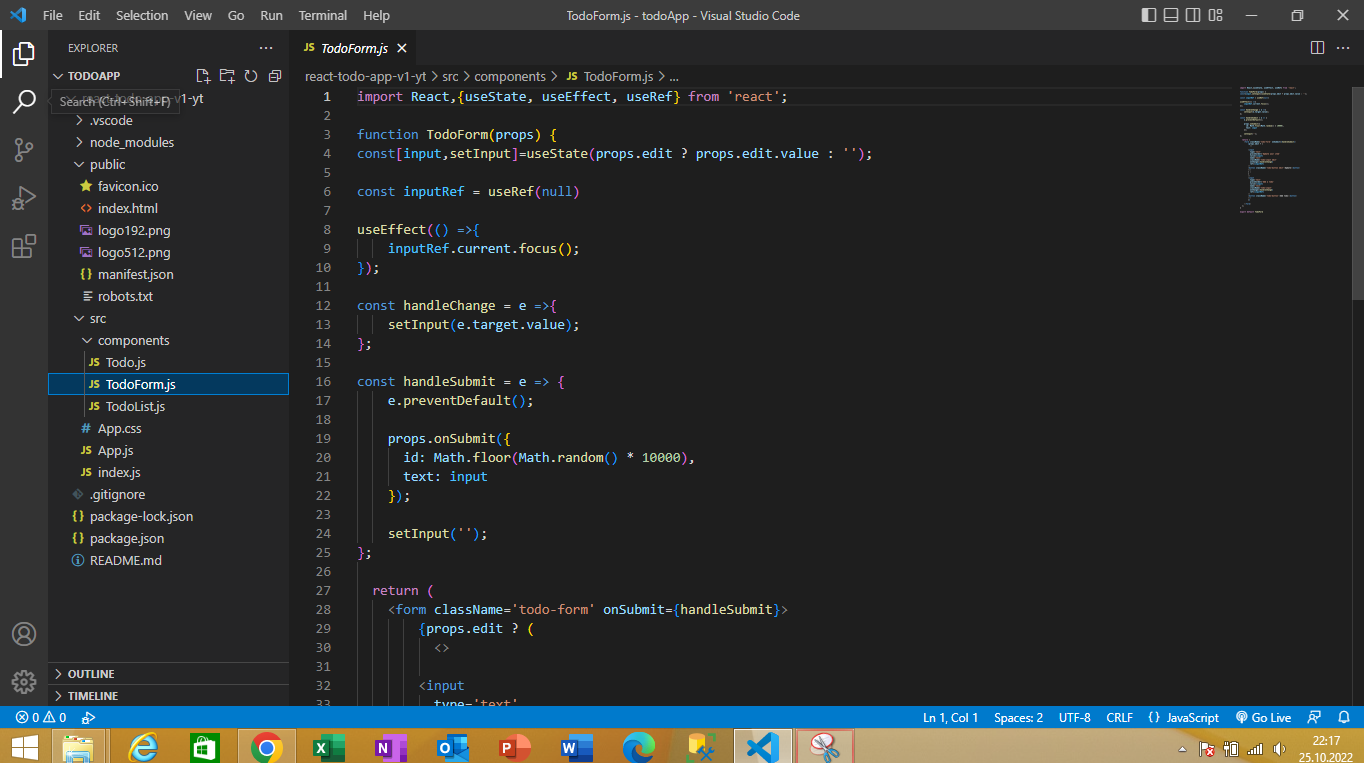 File Edit Selection View Go Run Terminal Help
TodoForm.js - todoApp - Visual Studio Code
EXPLORER
TODOAPP
Search (Ctrl+Shift+F)
.vscode
node_modules
public
favicon.ico
index.html
logo192.png
logo512.png
manifest.json
robots.txt
src
components
JS Todo.js
JS TodoForm.js
JS TodoList.js
# App.css
JS App.js
JS index.js
.gitignore
{} package-lock.json
{} package.json
README.md
OUTLINE
TIMELINE
JS TodoForm.js
react-todo-app-v1-yt > src > components > JS TodoForm.js > ...
1 import React,{useState, useEffect, useRef} from 'react';
2
3 function TodoForm(props) {
4 const[input,setInput]=useState(props.edit ? props.edit.value : '');
5
6 const inputRef = useRef(null)
7
8 useEffect(() =>{
9 inputRef.current.focus();
10 });
11
12 const handleChange = e =>{
13 setInput(e.target.value);
14 };
15
16 const handleSubmit = e => {
17 e.preventDefault();
18
19 props.onSubmit({
20 id: Math.floor(Math.random() * 10000),
21 text: input
22 });
23
24 setInput('');
25 };
26
27 return (
28 <form className='todo-form' onSubmit={handleSubmit}>
29 {props.edit ? (
30 <>
31
32 <input
33 type='text'
0 0
Ln 1, Col 1 Spaces: 2 UTF-8 CRLF {} JavaScript Go Live
22:17
25.10.2022